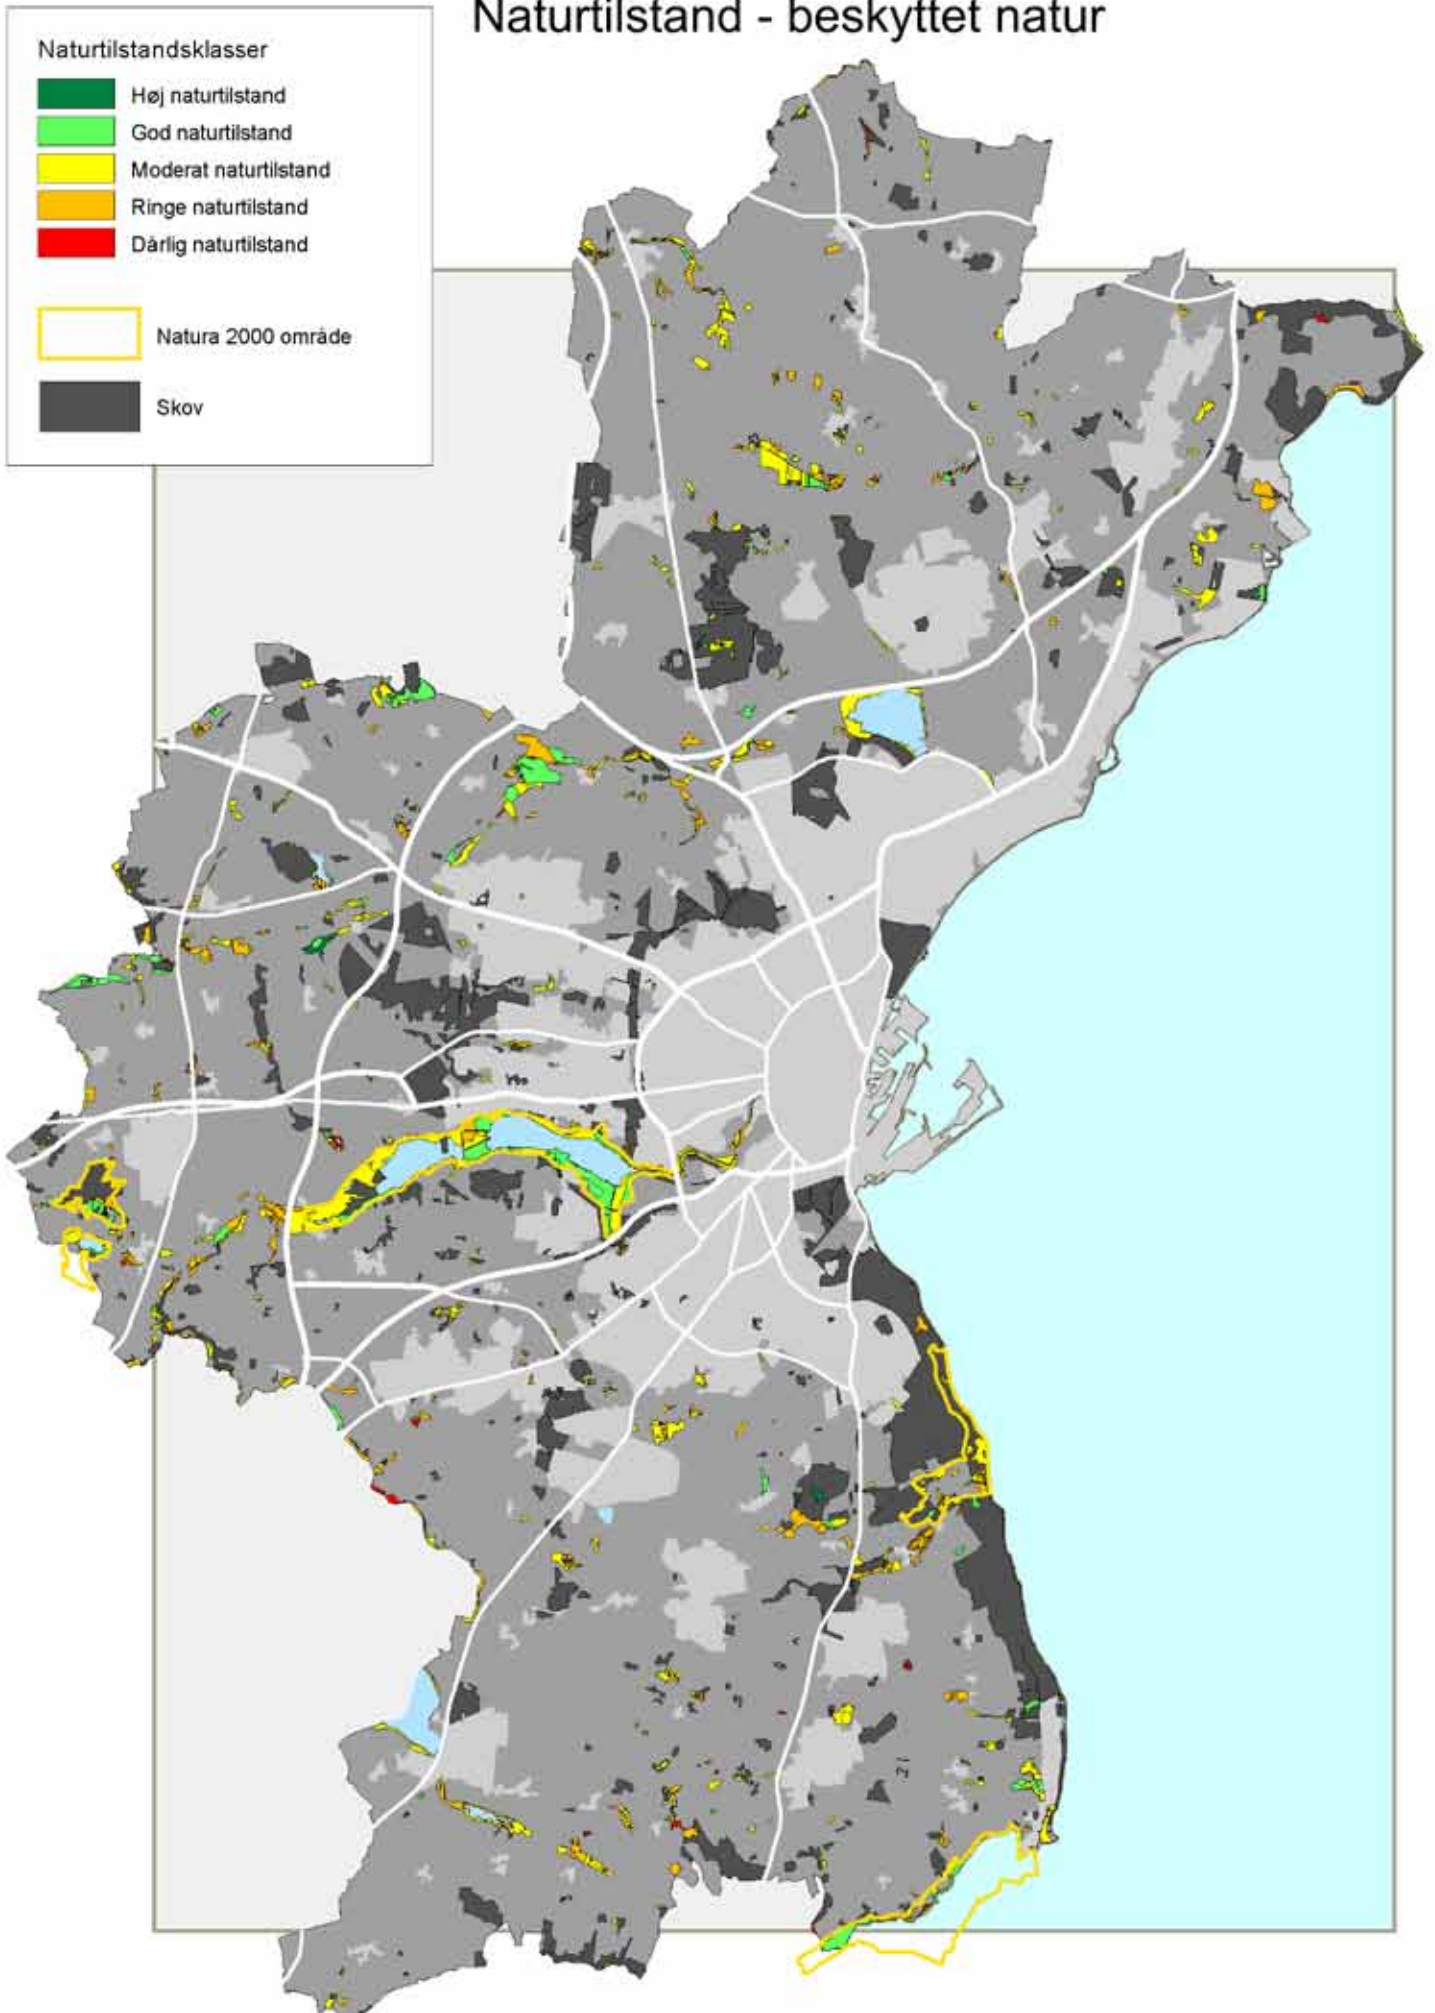 Naturtilstand - beskyttet natur
Naturtilstandsklasser
Høj naturtilstand
God naturtilstand
Moderat naturtilstand
Ringe naturtilstand
Dårlig naturtilstand
Natura 2000 område
Skov